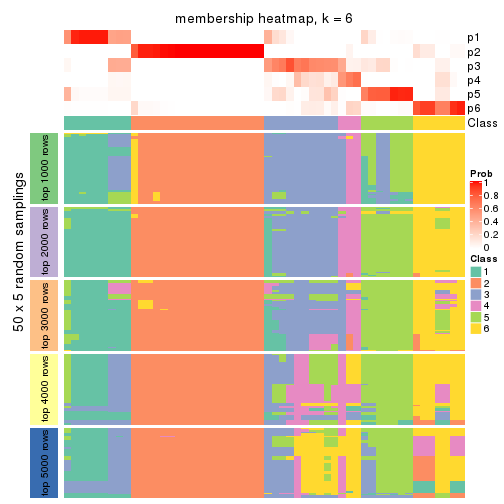 membership heatmap, k = 6
p1
p2
p3
p4
p5
p6
Class
50 x 5 random samplings
top 1000 rows
top 2000 rows
top 3000 rows
top 4000 rows
top 5000 rows
Prob
1
0.8
0.6
0.4
0.2
0
Class
1
2
3
4
5
6